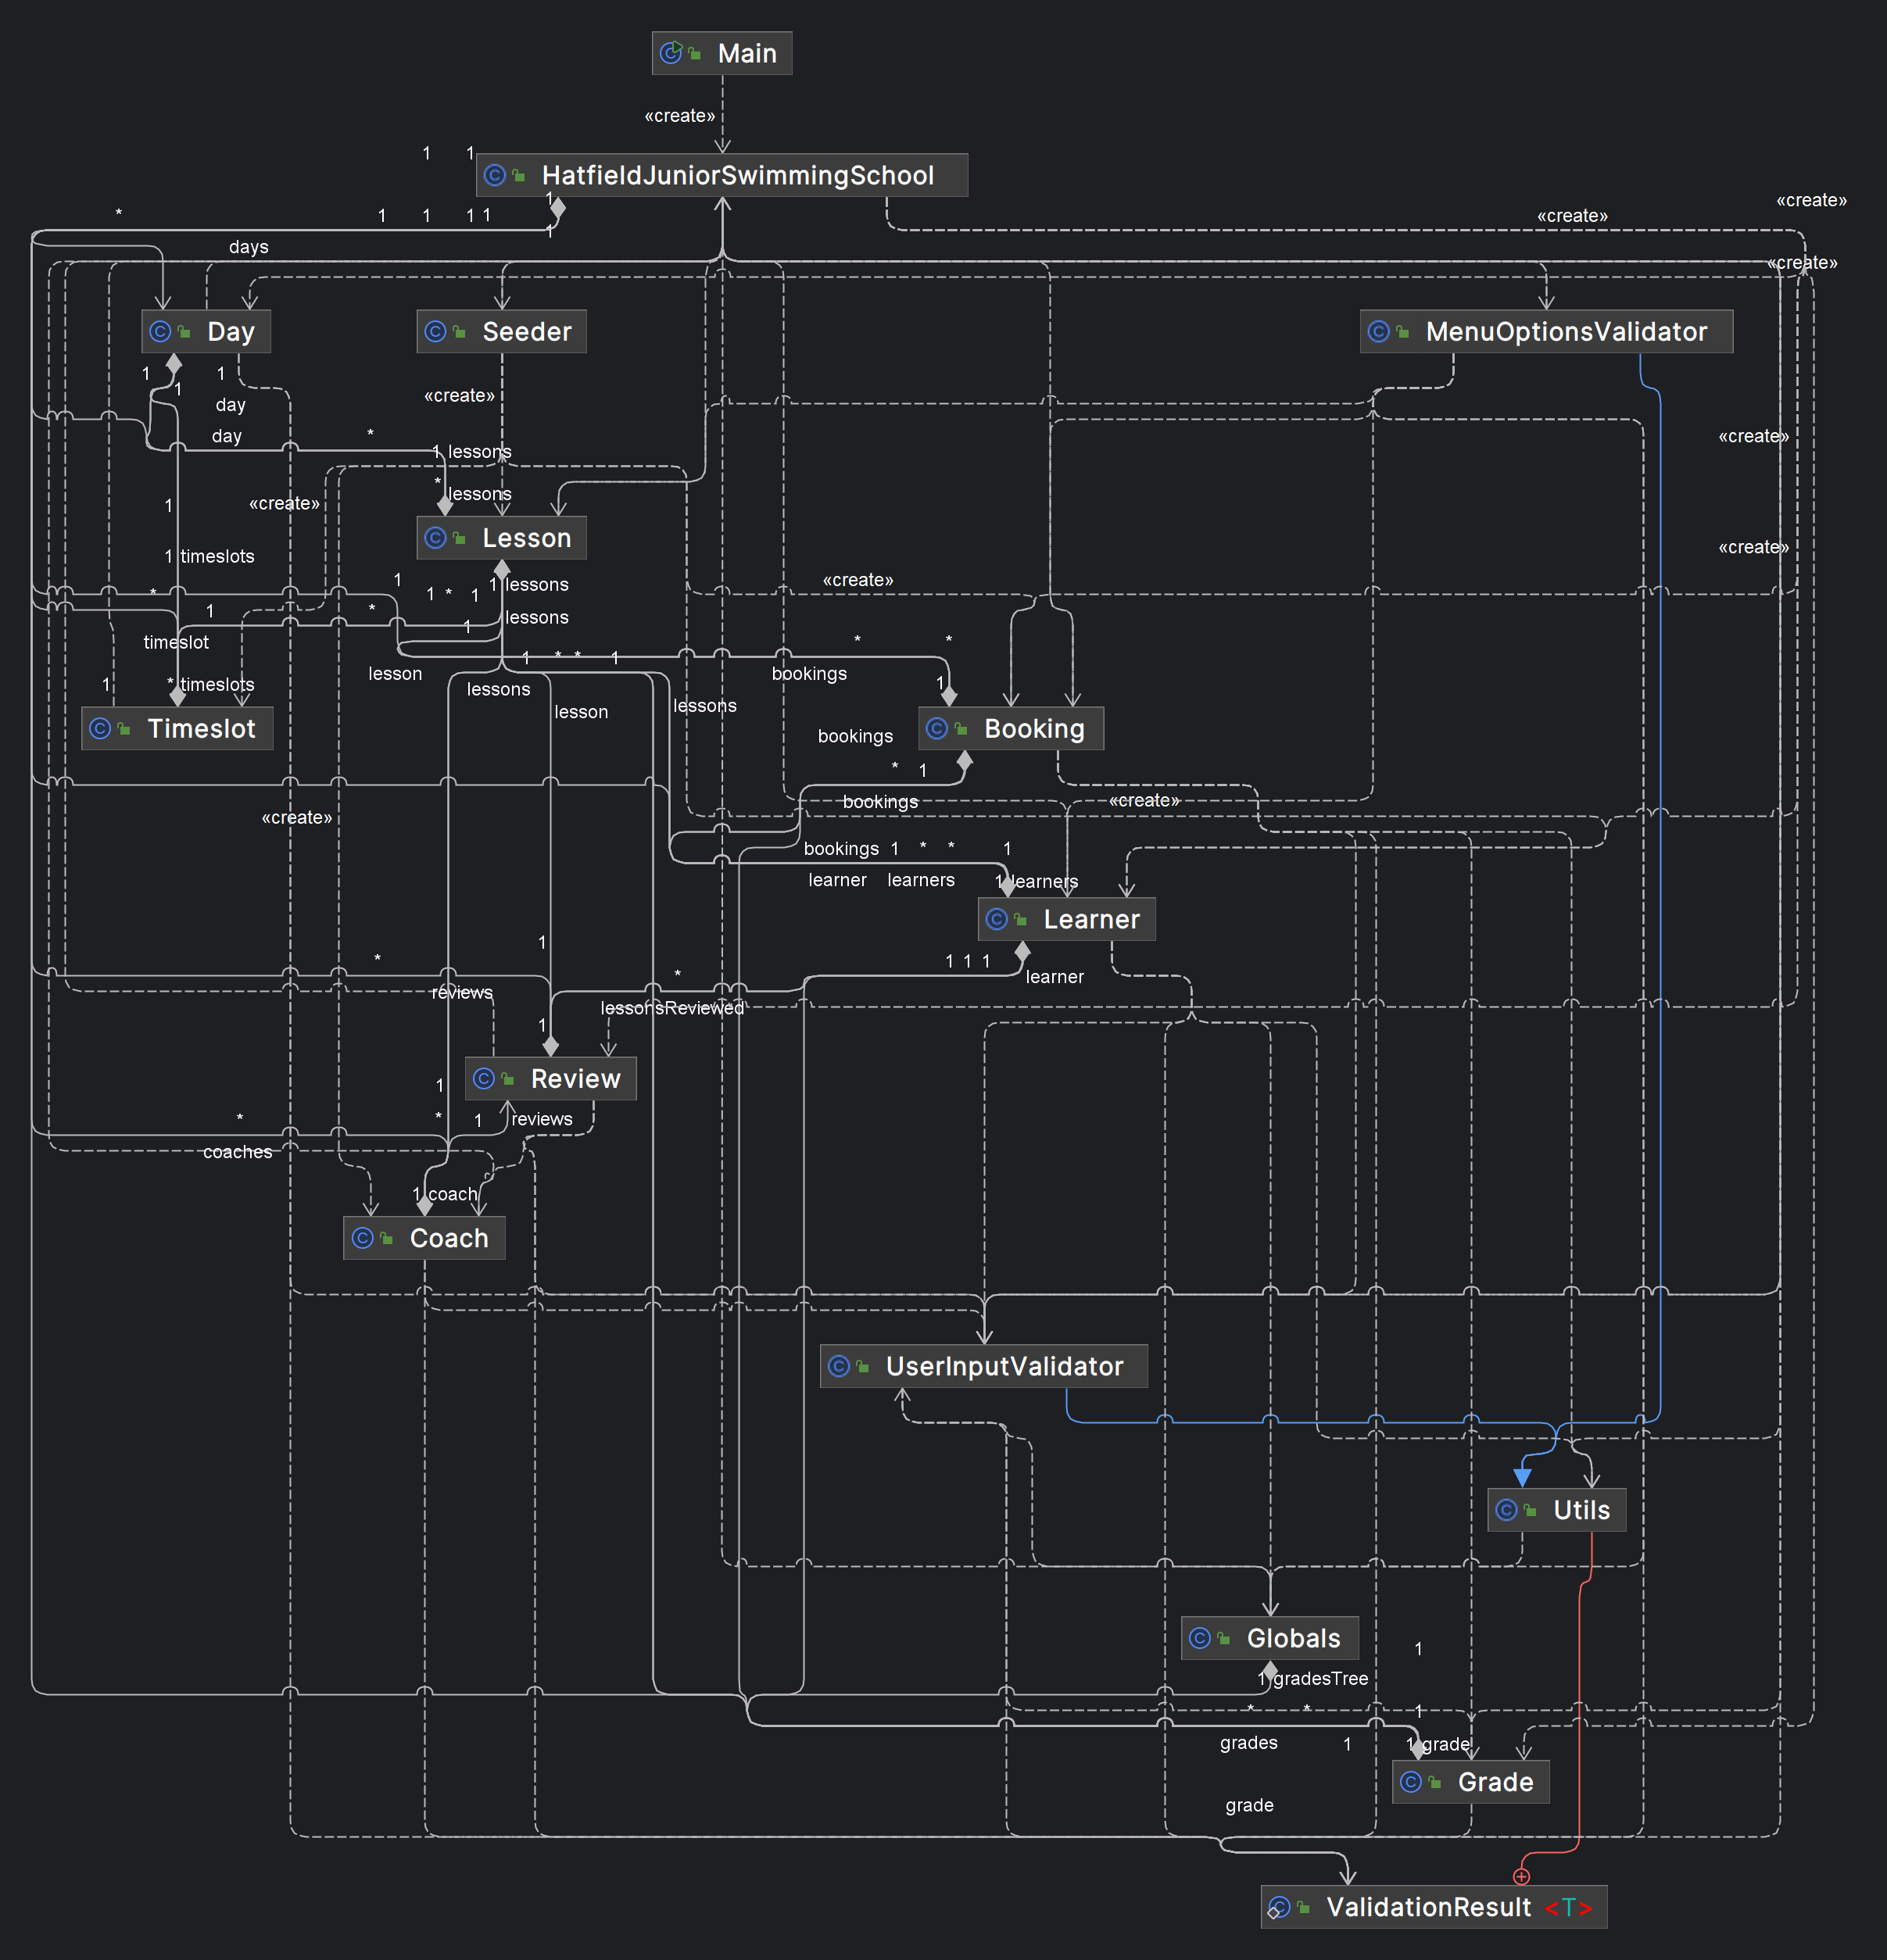 Main
«create»
1 1
HatfieldJuniorSwimmingSchool
1
«create»
* 1 1 1 1
«create»
1
days
«create»
Day
Seeder
MenuOptionsValidator
1 1 1
«create»
day
day * «create»
1 lessons
* lessons
«create» 1
Lesson
«create»
1 timeslots
1 «create»
1 lessons
* 1 * 1
1 * lessons
1
timeslot * *
1 * * 1
lesson bookings
1 * timeslots 1
lessons
lesson lessons
Timeslot
Booking
bookings
* 1
bookings «create»
«create»
bookings 1 * * 1
learner learners 1 learners
Learner
1
* 1 1 1
* learner
reviews
lessonsReviewed
1
Review
1
* * 1 reviews
coaches
1 coach
Coach
UserInputValidator
Utils
Globals
1
1 gradesTree
* * 1
grades 1 1 grade
Grade
grade
ValidationResult <T>